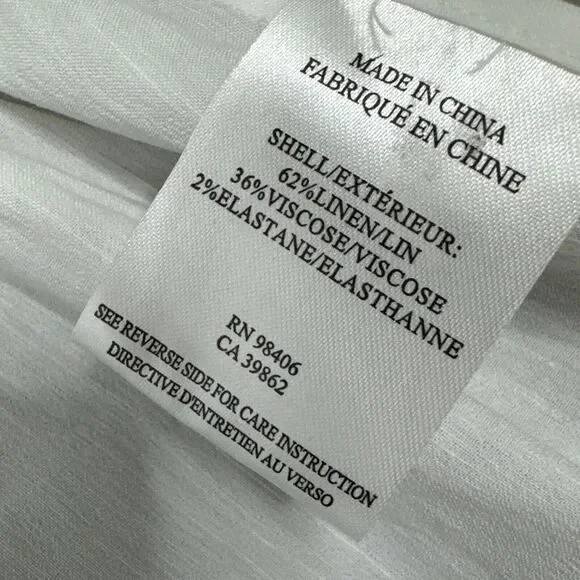 MADE IN CHINA
FABRIQUÉ EN CHINE
SHELL/EXTÉRIEUR:
62%LINEN/LIN
36%VISCOSE/VISCOSE
2%ELASTANE/ELASTHANNE
RN 98406
CA 39862
SEE REVERSE SIDE FOR CARE INSTRUCTION
DIRECTIVE D'ENTRETIEN AU VERSO